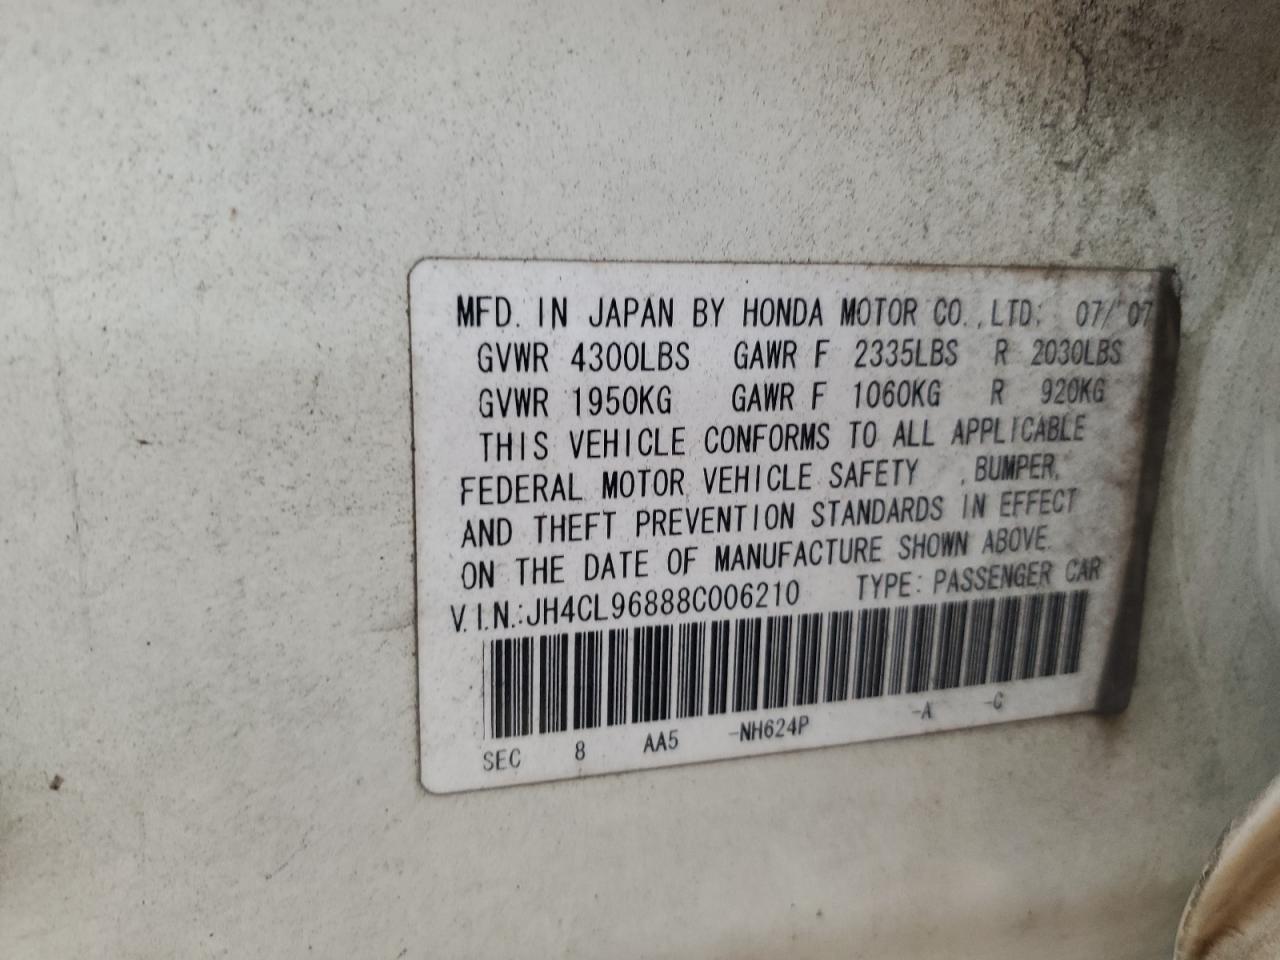 MFD. IN JAPAN BY HONDA MOTOR CO.,LTD: 07/'07
GVWR 4300LBS GAWR F 2335LBS R 2030LBS
GVWR 1950KG GAWR F 1060KG R 920KG
THIS VEHICLE CONFORMS TO ALL APPLICABLE
FEDERAL MOTOR VEHICLE SAFETY , BUMPER,
AND THEFT PREVENTION STANDARDS IN EFFECT
ON THE DATE OF MANUFACTURE SHOWN ABOVE.
V.I.N.:JH4CL96888C006210 TYPE: PASSENGER CAR
SEC 8 AA5 -NH624P -A -C